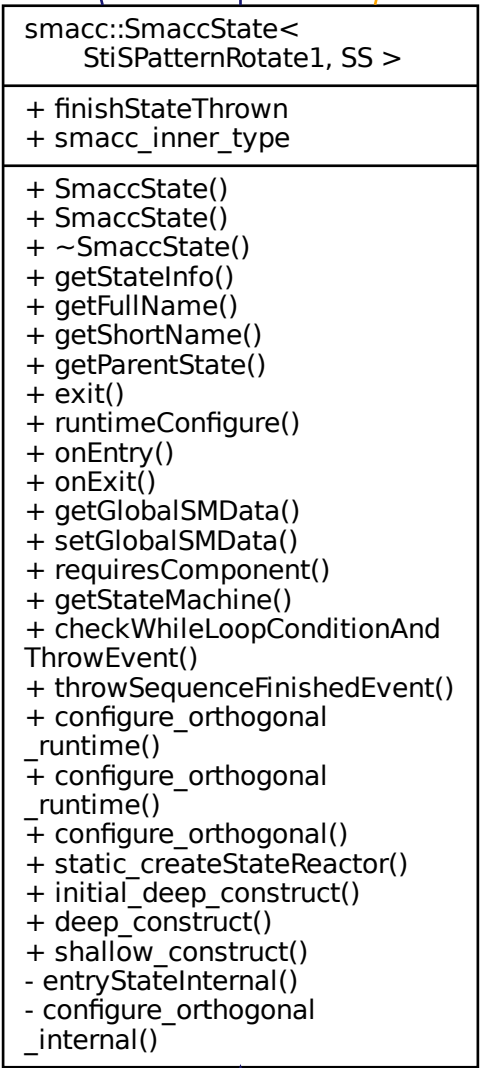 smacc::SmaccState<
StiSPatternRotate1, SS >
+ finishStateThrown
+ smacc_inner_type
+ SmaccState()
+ SmaccState()
+ ~SmaccState()
+ getStateInfo()
+ getFullName()
+ getShortName()
+ getParentState()
+ exit()
+ runtimeConfigure()
+ onEntry()
+ onExit()
+ getGlobalSMData()
+ setGlobalSMData()
+ requiresComponent()
+ getStateMachine()
+ checkWhileLoopConditionAnd
ThrowEvent()
+ throwSequenceFinishedEvent()
+ configure_orthogonal
_runtime()
+ configure_orthogonal
_runtime()
+ configure_orthogonal()
+ static_createStateReactor()
+ initial_deep_construct()
+ deep_construct()
+ shallow_construct()
- entryStateInternal()
- configure_orthogonal
_internal()